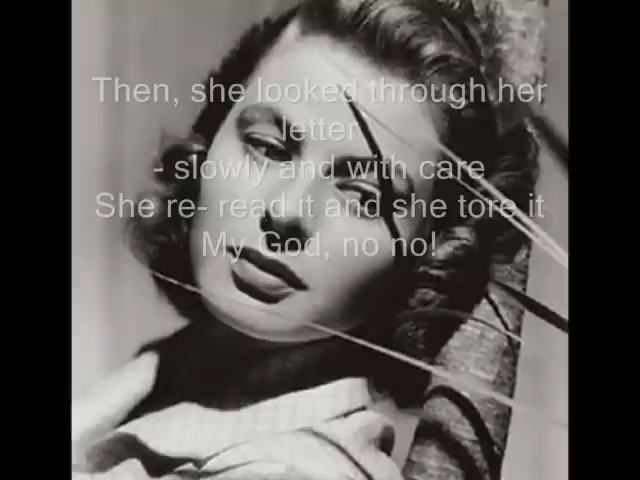 Then, she looked through her
letter
- slowly and with care
She re- read it and she tore it
My God, no no!